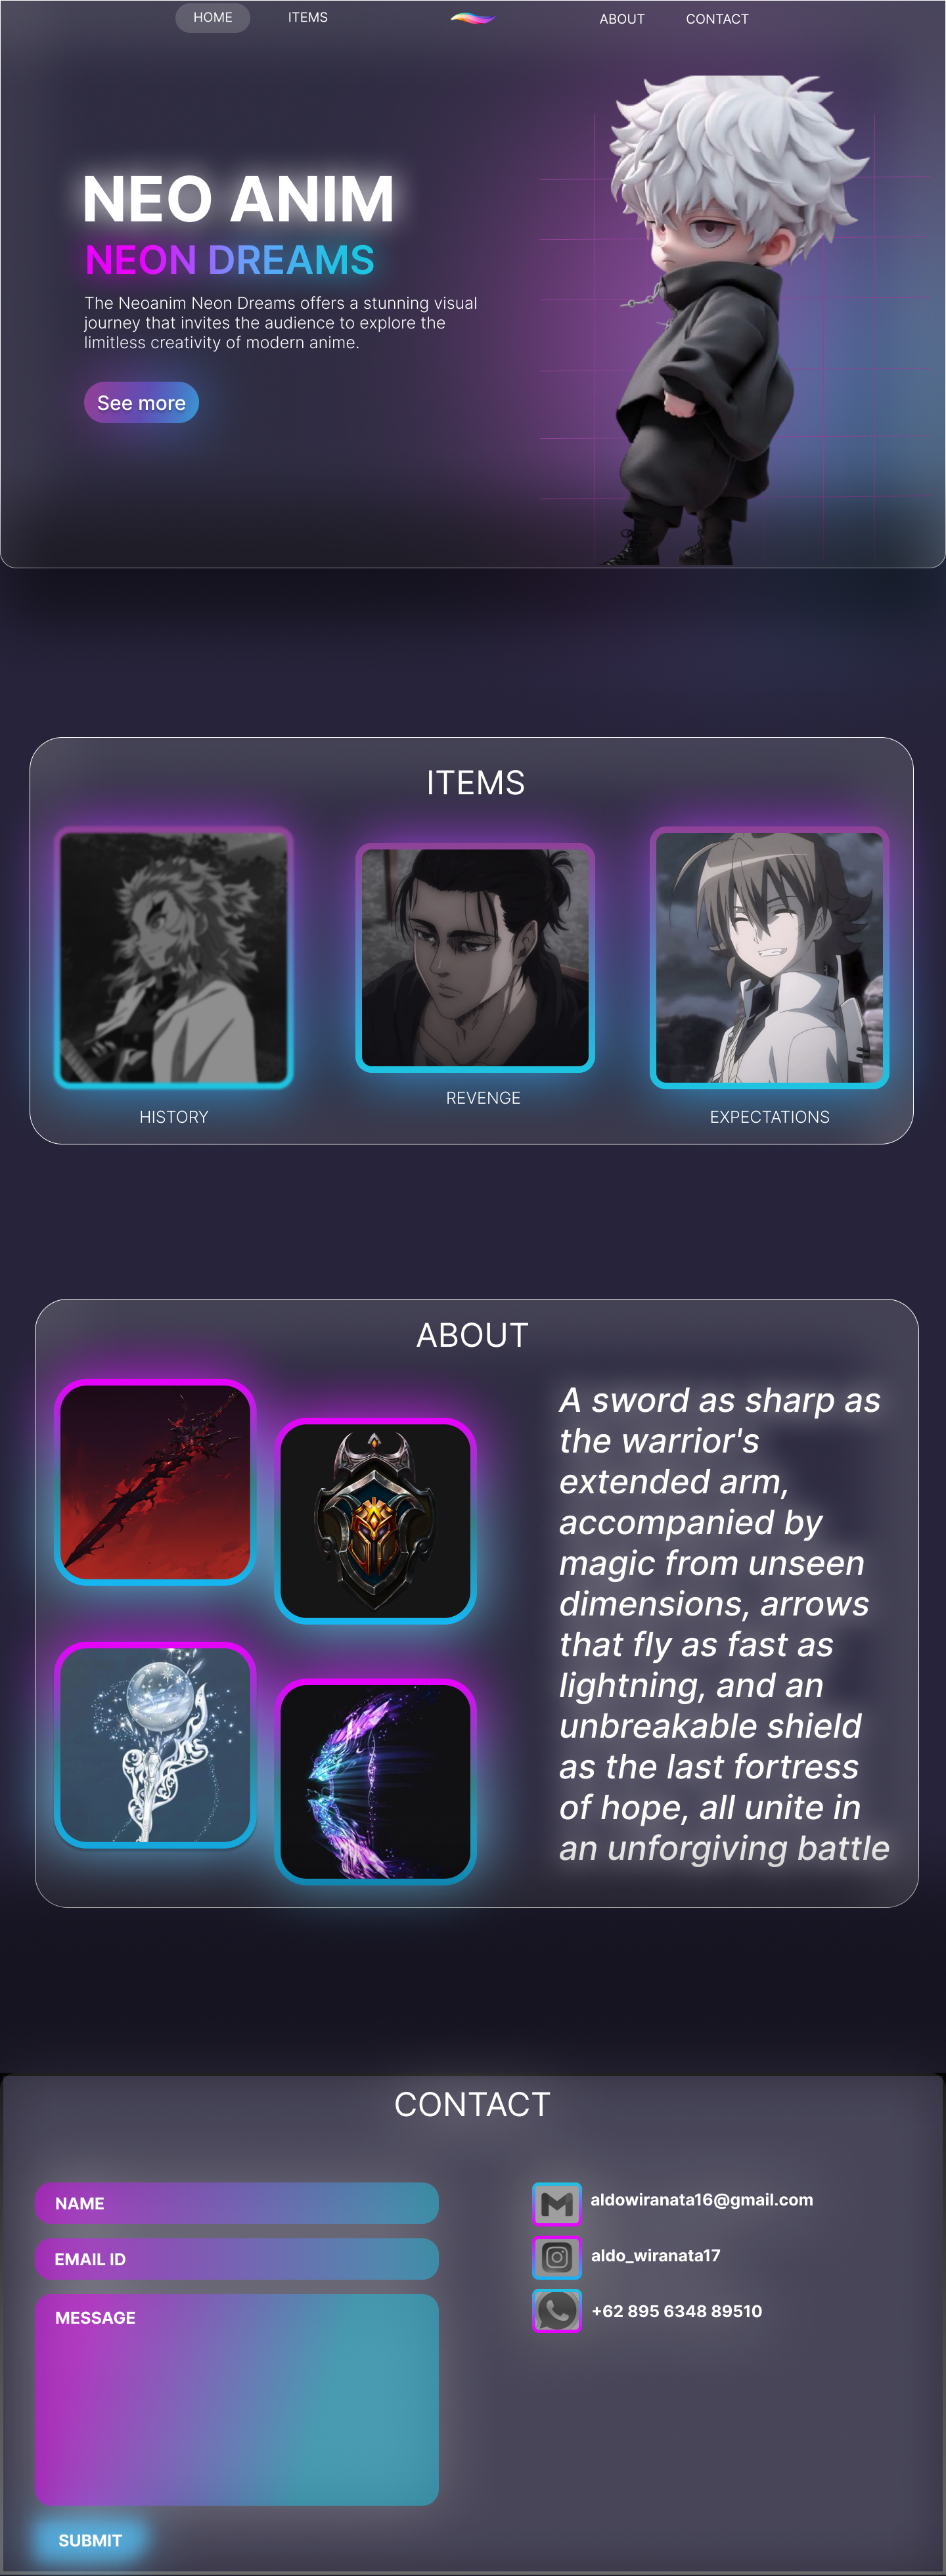 HOME
ITEMS
ABOUT
CONTACT
NEO ANIM
NEON DREAMS
The Neoanim Neon Dreams offers a stunning visual
journey that invites the audience to explore the
limitless creativity of modern anime.
See more
ITEMS
HISTORY
REVENGE
EXPECTATIONS
ABOUT
A sword as sharp as
the warrior's
extended arm,
accompanied by
magic from unseen
dimensions, arrows
that fly as fast as
lightning, and an
unbreakable shield
as the last fortress
of hope, all unite in
an unforgiving battle
CONTACT
NAME
EMAIL ID
MESSAGE
SUBMIT
aldowiranata16@gmail.com
aldo_wiranata17
+62 895 6348 89510